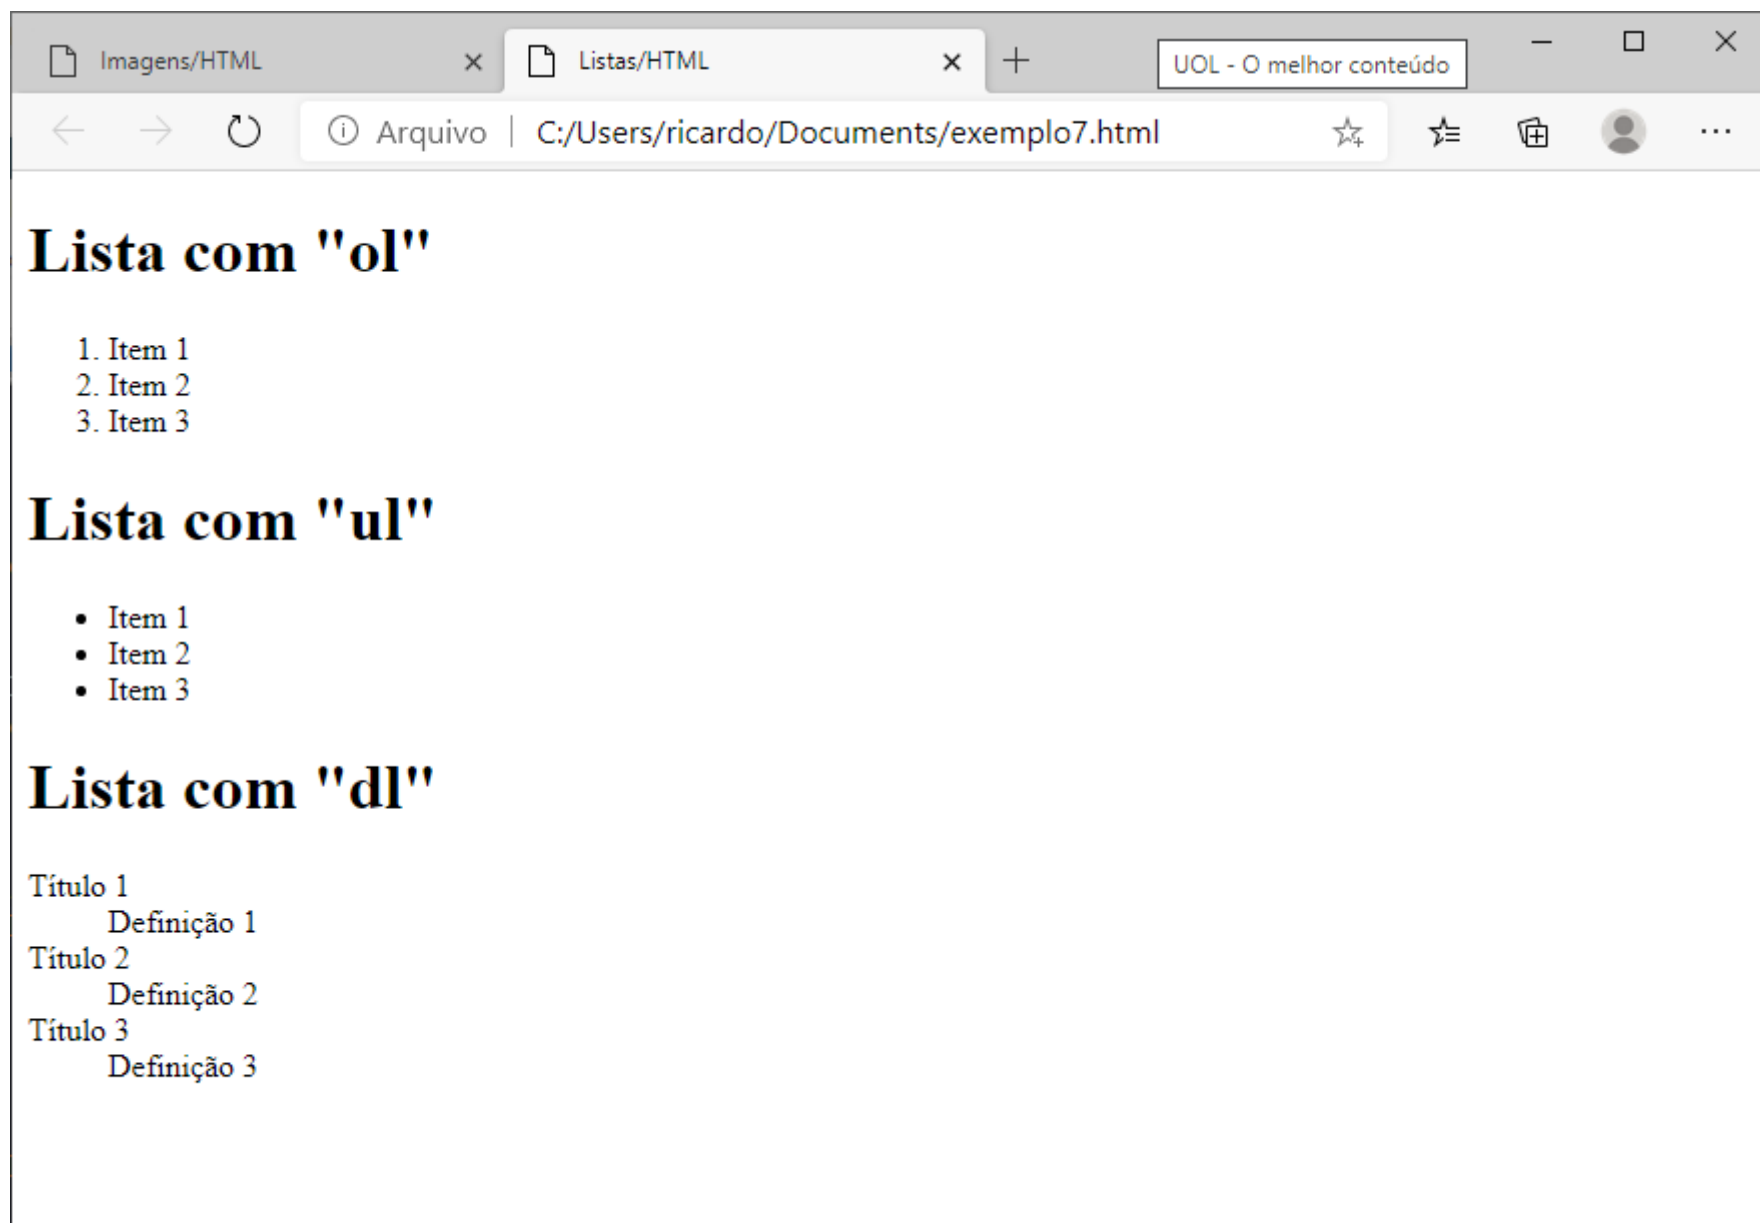 Imagens/HTML
Listas/HTML
UOL - O melhor conteúdo
Arquivo | C:/Users/ricardo/Documents/exemplo7.html
Lista com "ol"
1. Item 1
2. Item 2
3. Item 3
Lista com "ul"
• Item 1
• Item 2
• Item 3
Lista com "dl"
Título 1
Definição 1
Título 2
Definição 2
Título 3
Definição 3